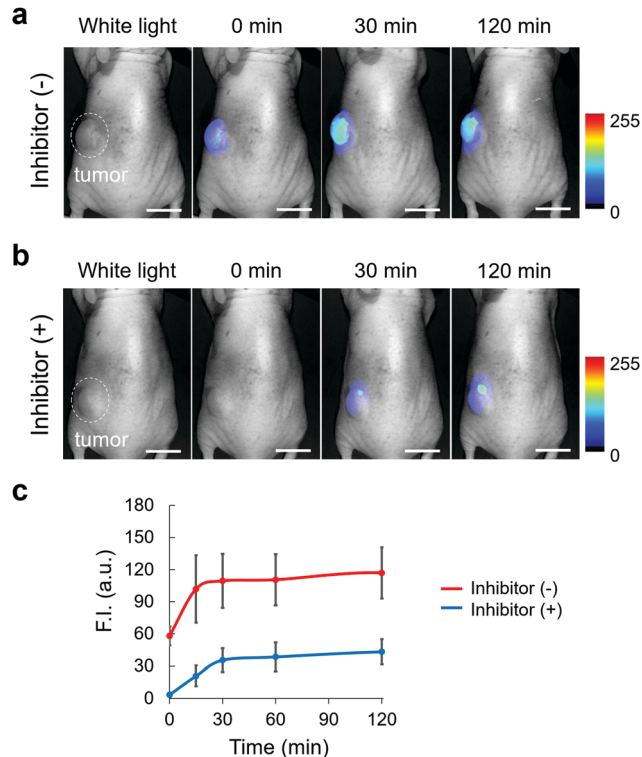 a
White light 0 min 30 min 120 min
Inhibitor (-)
tumor
255
0
b
White light 0 min 30 min 120 min
Inhibitor (+)
tumor
255
0
c
180
150
120
90
60
30
0
F.I. (a.u.)
0 30 60 90 120
Time (min)
Inhibitor (-)
Inhibitor (+)